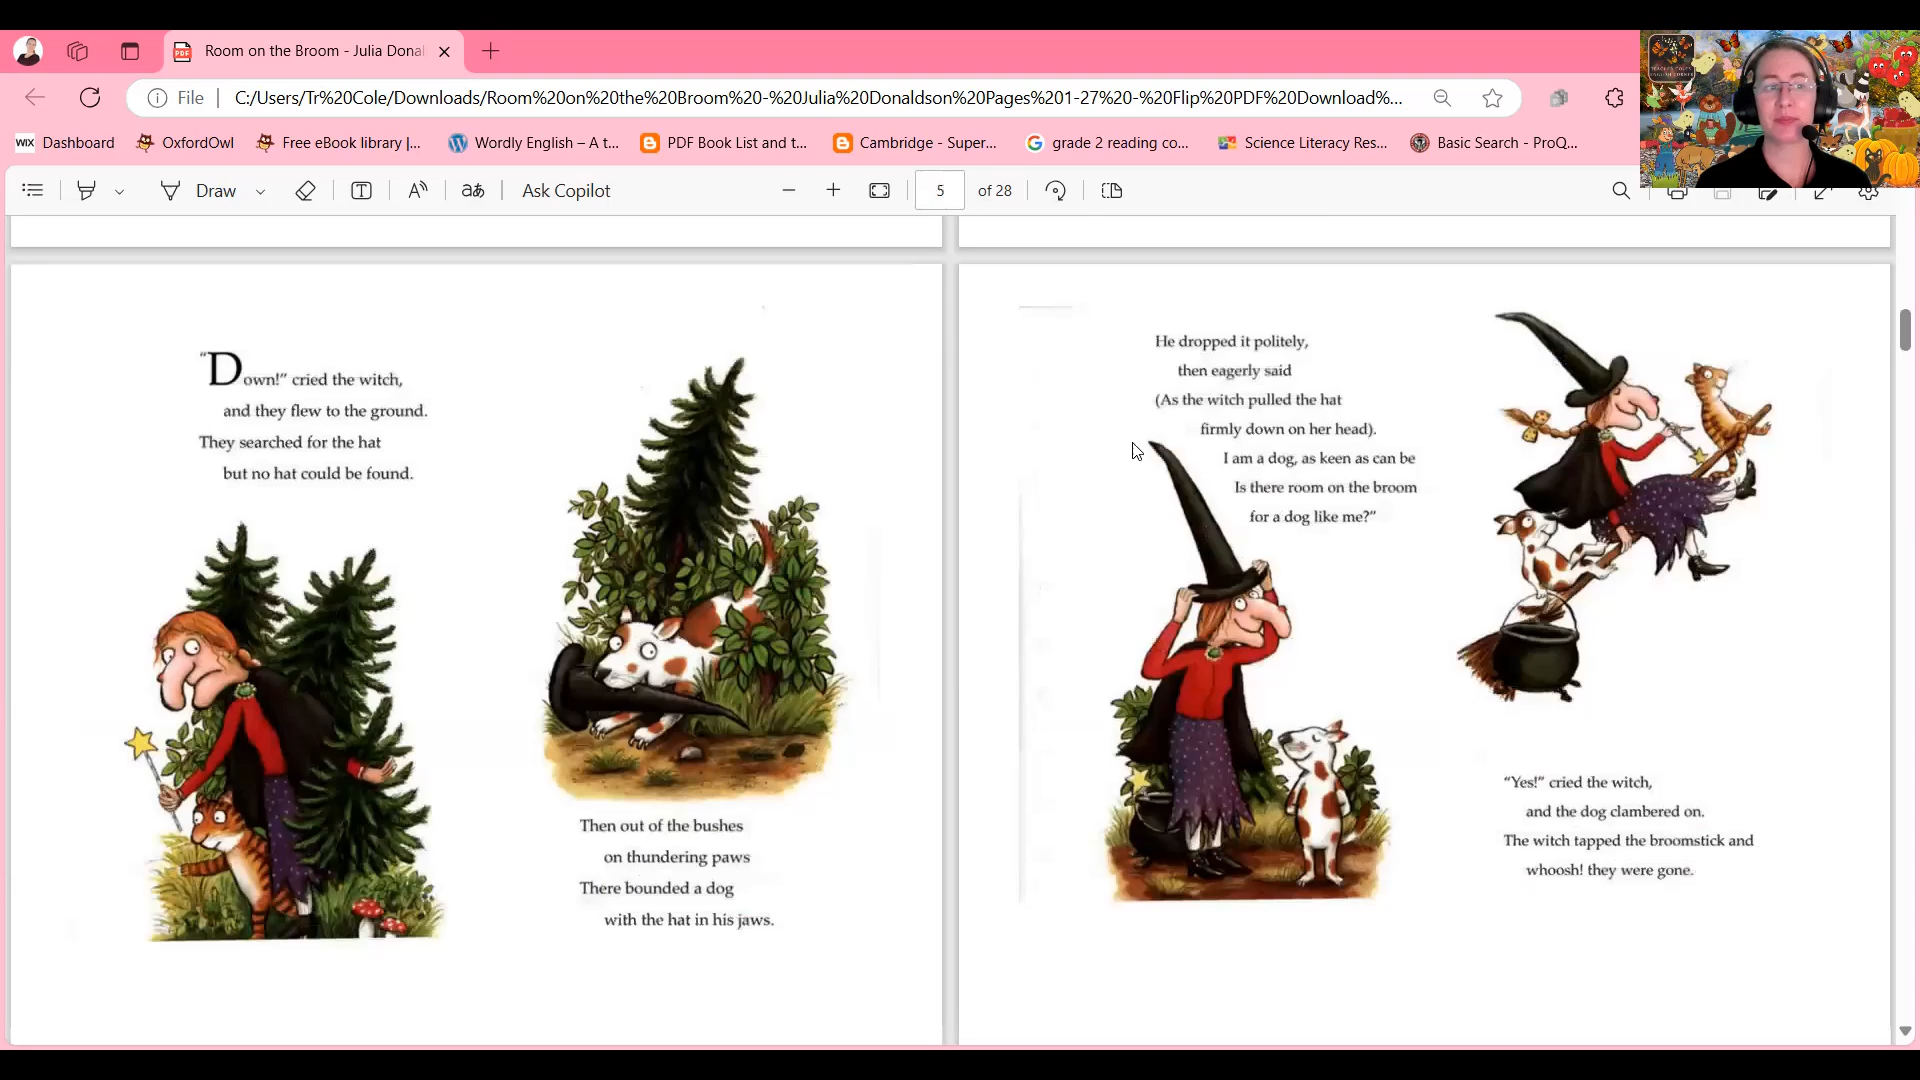 Room on the Broom - Julia Donal
File
C:/Users/Tr%20Cole/Downloads/Room%20on%20the%20Broom%20-%20Julia%20Donaldson%20Pages%201-27%20-%20Flip%20PDF%20Download%...
WIX Dashboard
OxfordOwl
Free eBook library |...
Wordly English – A t...
PDF Book List and t...
Cambridge - Super...
grade 2 reading co...
Science Literacy Res...
Basic Search - ProQ...
Draw
Ask Copilot
5 of 28
“Down!” cried the witch,
and they flew to the ground.
They searched for the hat
but no hat could be found.
Then out of the bushes
on thundering paws
There bounded a dog
with the hat in his jaws.
He dropped it politely,
then eagerly said
(As the witch pulled the hat
firmly down on her head).
I am a dog, as keen as can be
Is there room on the broom
for a dog like me?”
“Yes!” cried the witch,
and the dog clambered on.
The witch tapped the broomstick and
whoosh! they were gone.